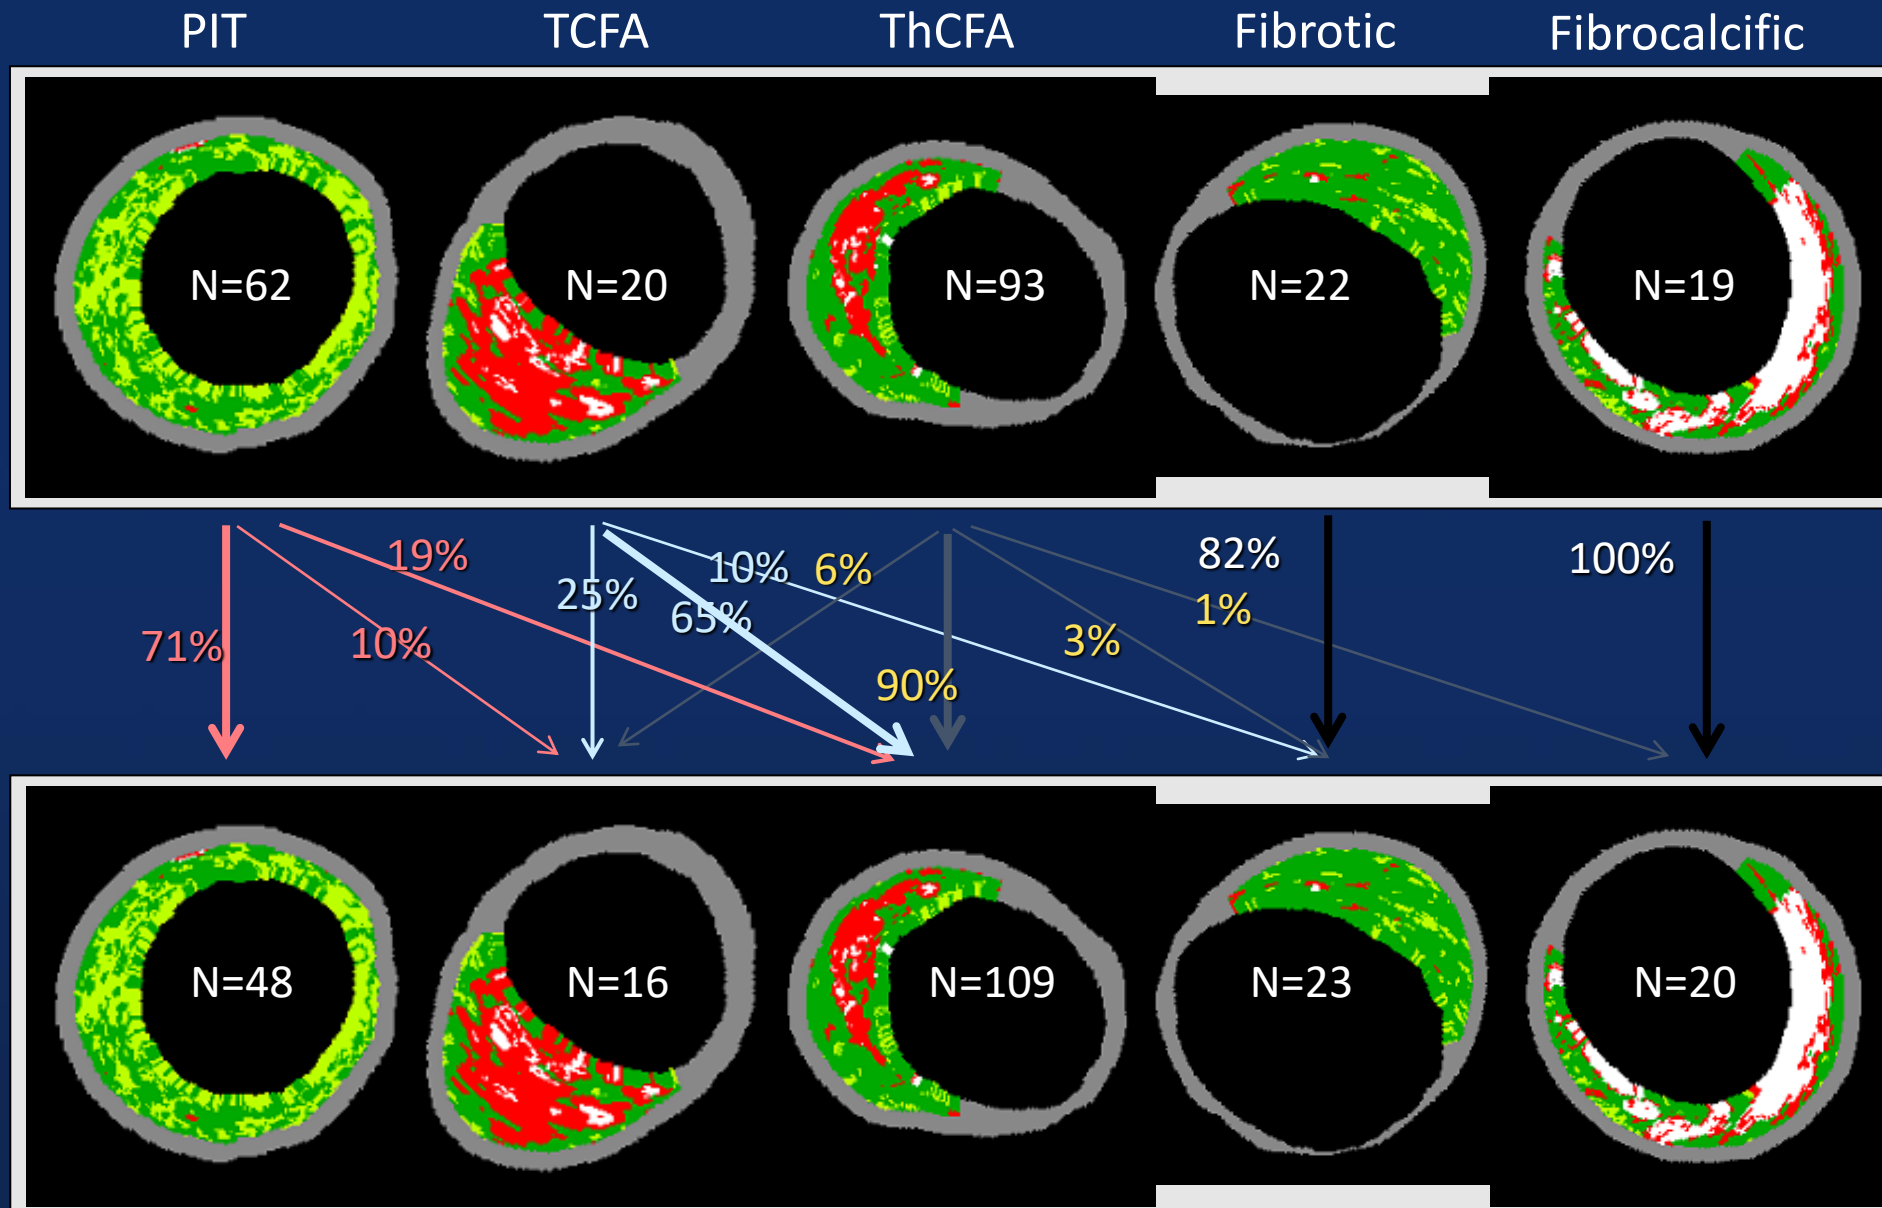 PIT TCFA ThCFA Fibrotic Fibrocalcific
N=62 N=20 N=93 N=22 N=19
19% 10% 6% 82% 100%
25% 65% 1%
71% 10% 3%
90%
N=48 N=16 N=109 N=23 N=20